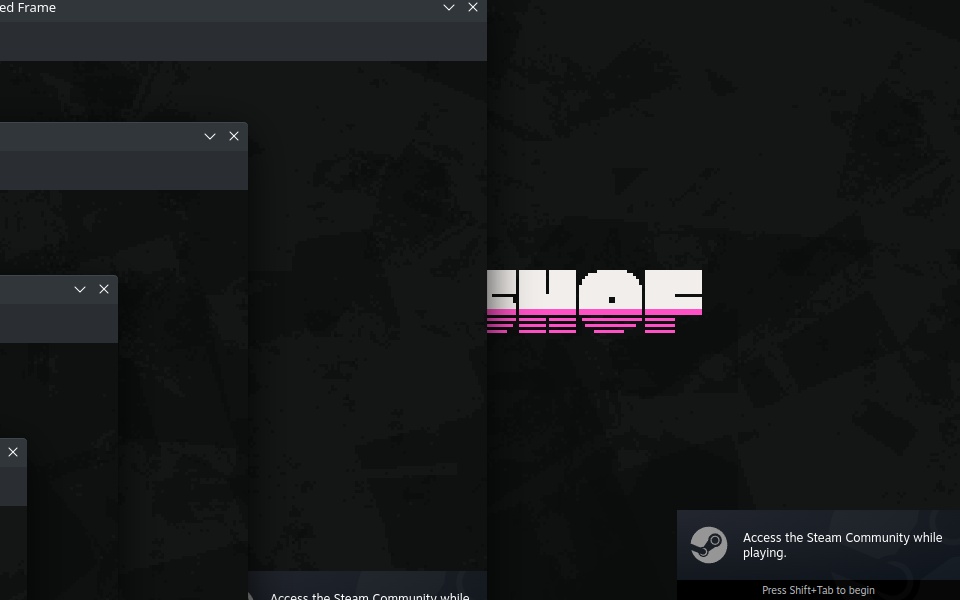 ed Frame
Access the Steam Community while
playing.
Press Shift+Tab to begin
Access the Steam Community while